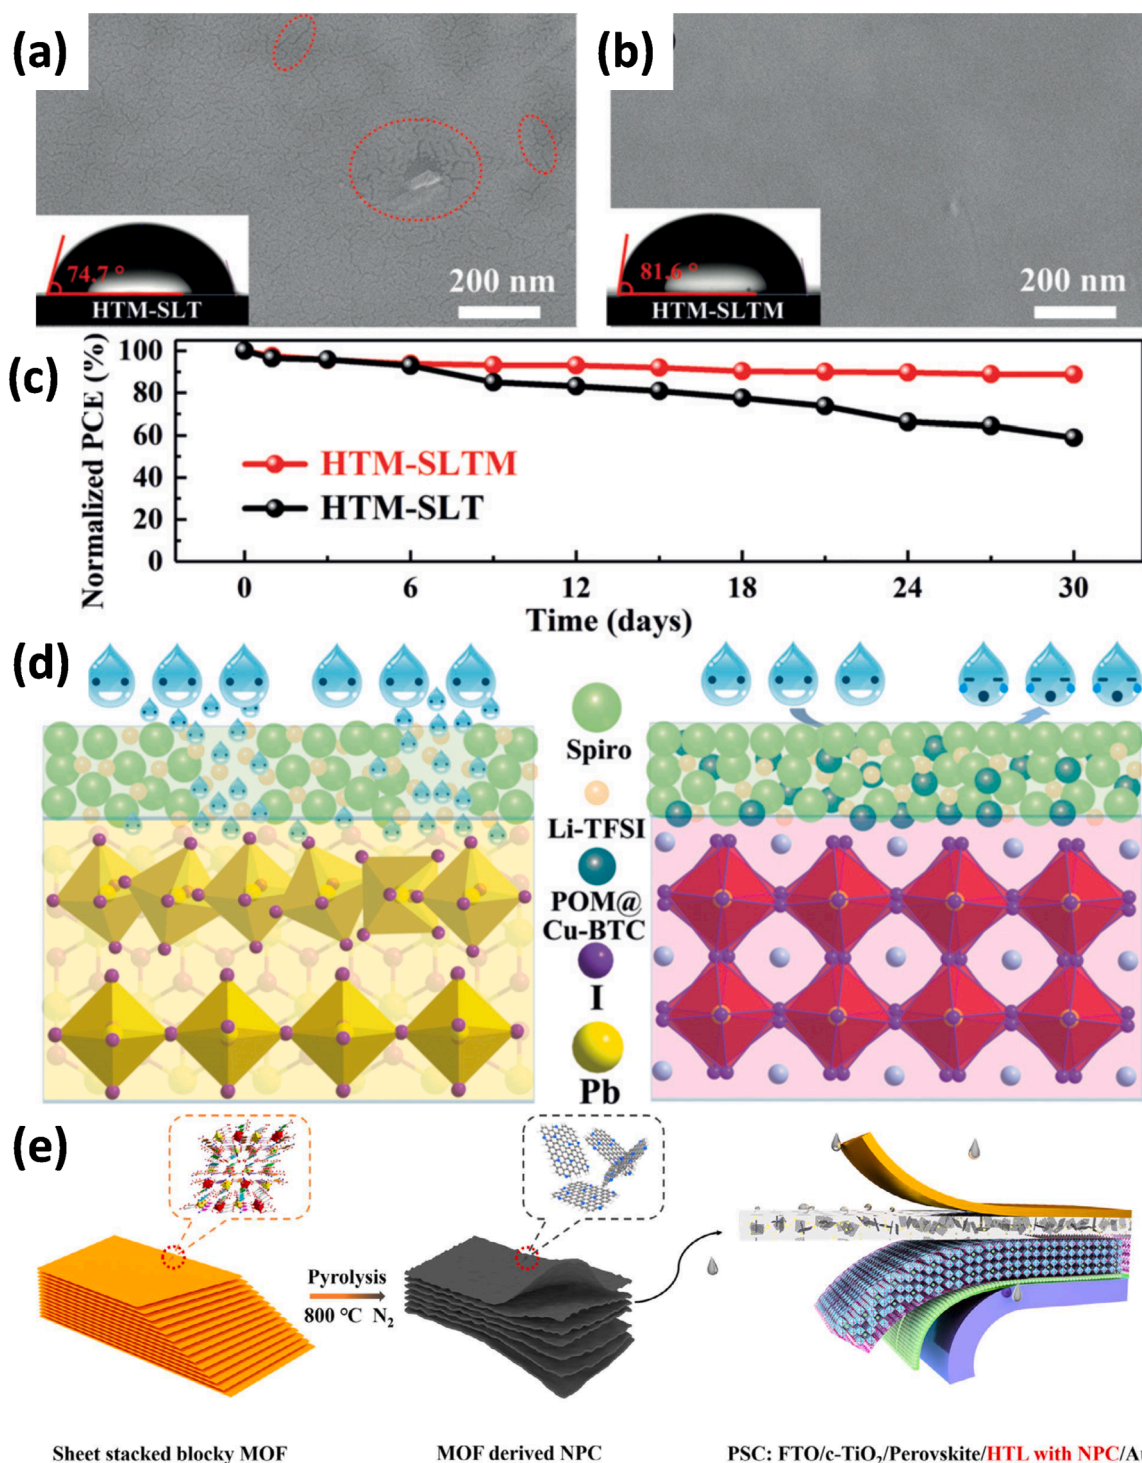 (a)
74.7 °
HTM-SLT
200 nm
(b)
81.6 °
HTM-SLTM
200 nm
(c)
Normalized PCE (%)
100
80
60
40
20
0
HTM-SLTM
HTM-SLT
0 6 12 18 24 30
Time (days)
(d)
Spiro
Li-TFSI
POM@
Cu-BTC
I
Pb
(e)
Pyrolysis
800 °C N₂
Sheet stacked blocky MOF
MOF derived NPC
PSC: FTO/c-TiO₂/Perovskite/HTL with NPC/Au